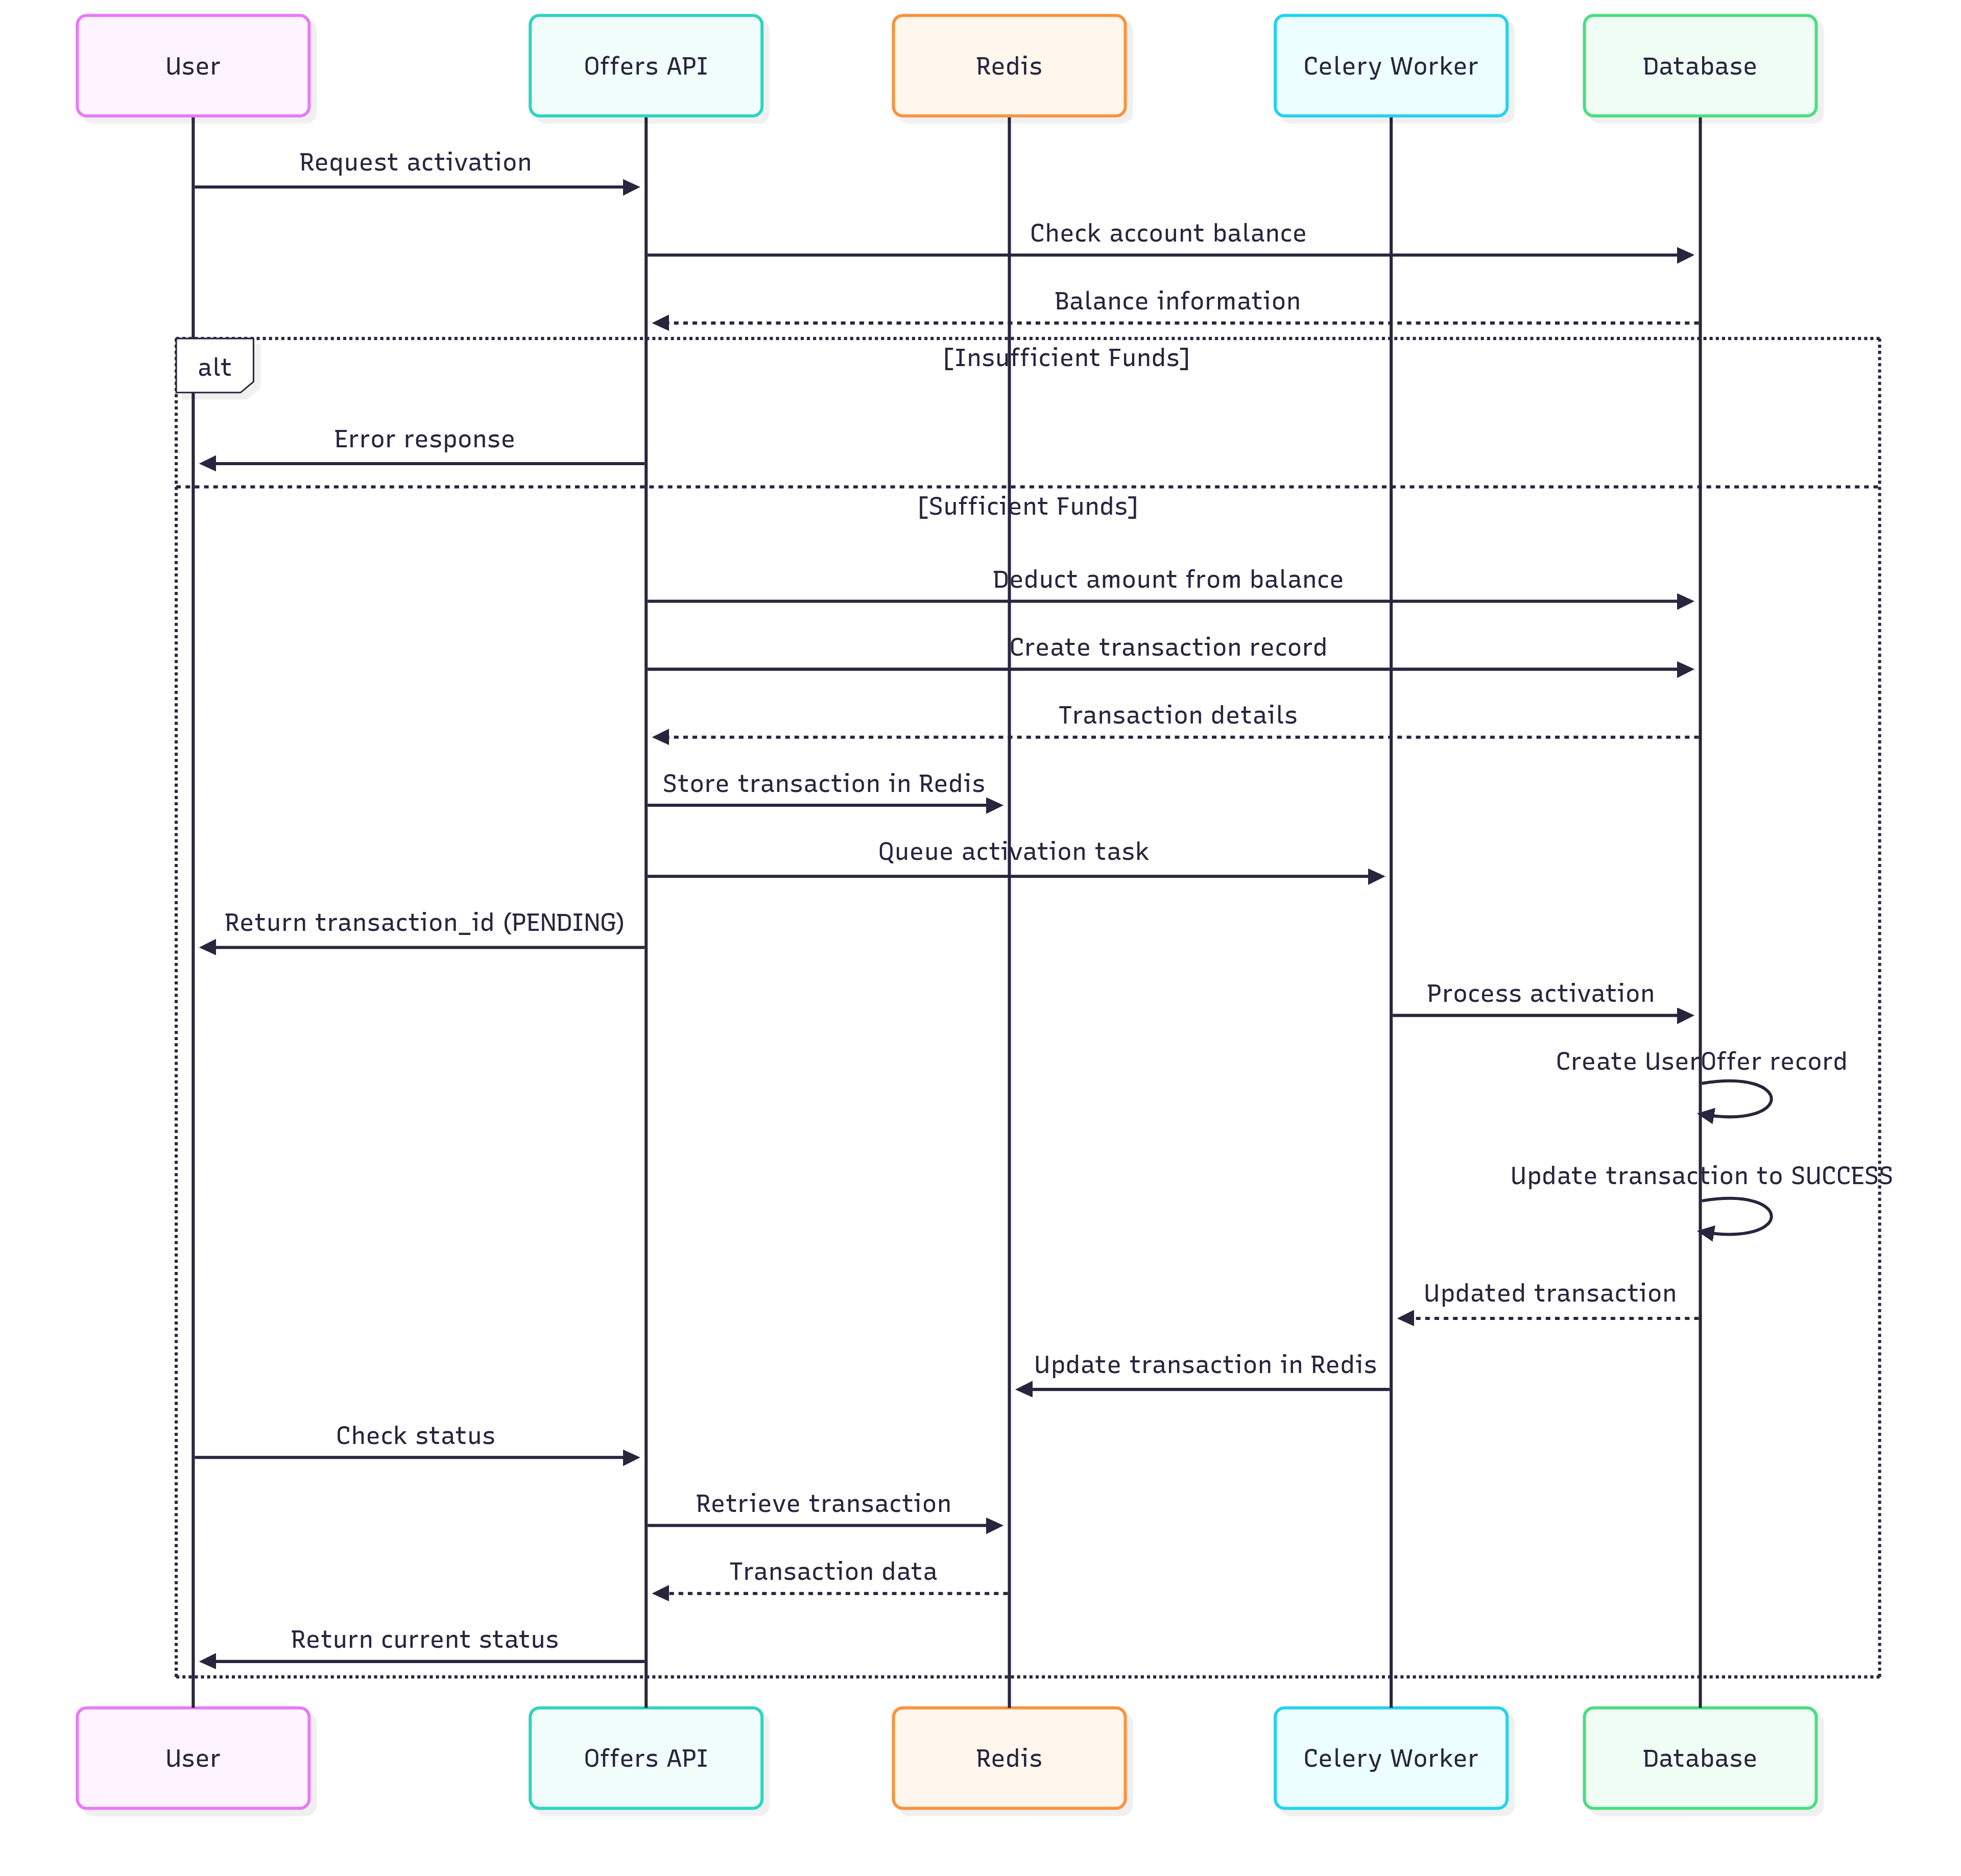 User
Offers API
Redis
Celery Worker
Database
Request activation
Check account balance
Balance information
alt
[Insufficient Funds]
Error response
[Sufficient Funds]
Deduct amount from balance
Create transaction record
Transaction details
Store transaction in Redis
Queue activation task
Return transaction_id (PENDING)
Process activation
Create UserOffer record
Update transaction to SUCCESS
Updated transaction
Update transaction in Redis
Check status
Retrieve transaction
Transaction data
Return current status
User
Offers API
Redis
Celery Worker
Database